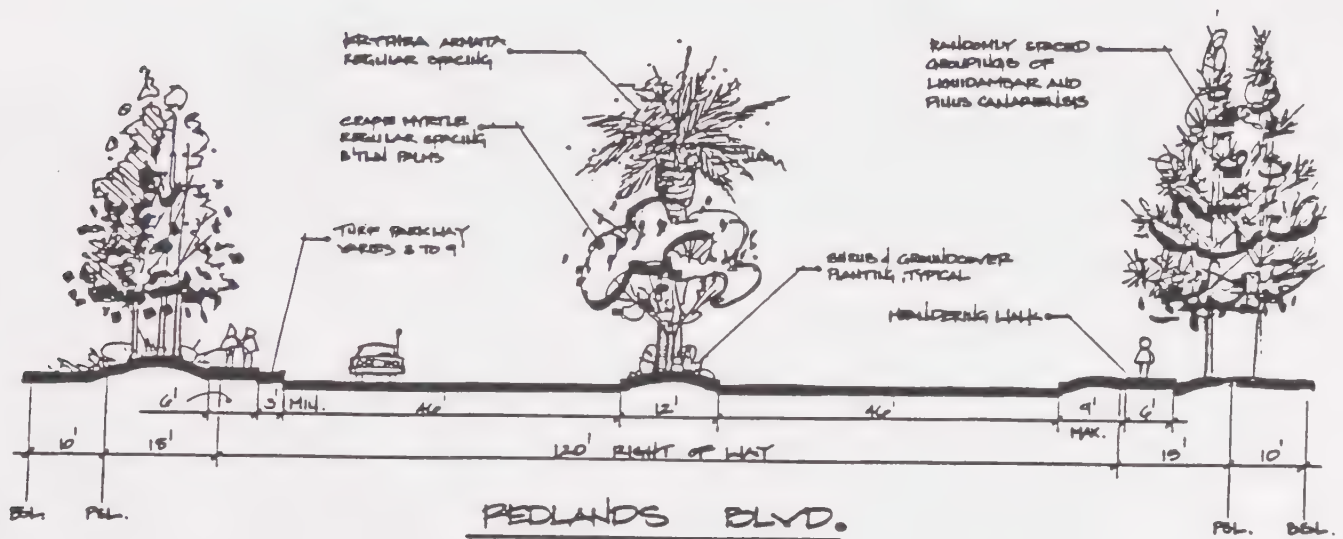 ERYTHEA ARMATA
REGULAR SPACING
CRAPE MYRTLE
REGULAR SPACING
B'TWN PALMS
TURF PARKWAY
VARIES 3 TO 9
RANDOMLY SPACED
GROUPINGS OF
LIQUIDAMBAR AND
PINUS CANARIENSIS
SHRUB & GROUNDCOVER
PLANTING, TYPICAL
MEANDERING WALK
6' 3' MIN. 46' 12' 46' 9' MAX. 6'
10' 15' 120' RIGHT OF WAY 15' 10'
BSL. PSL. PSL. BSL.
REDLANDS BLVD.